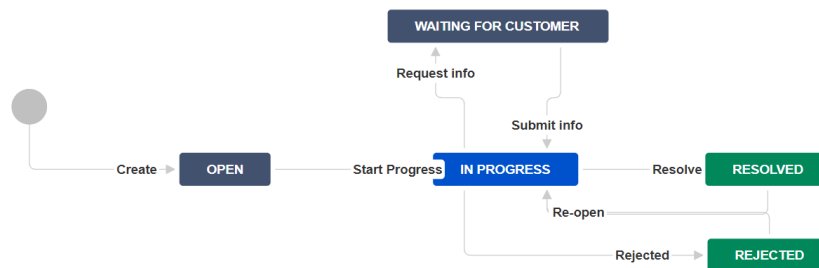 WAITING FOR CUSTOMER
Request info
Submit info
Create
OPEN
Start Progress
IN PROGRESS
Resolve
RESOLVED
Re-open
Rejected
REJECTED